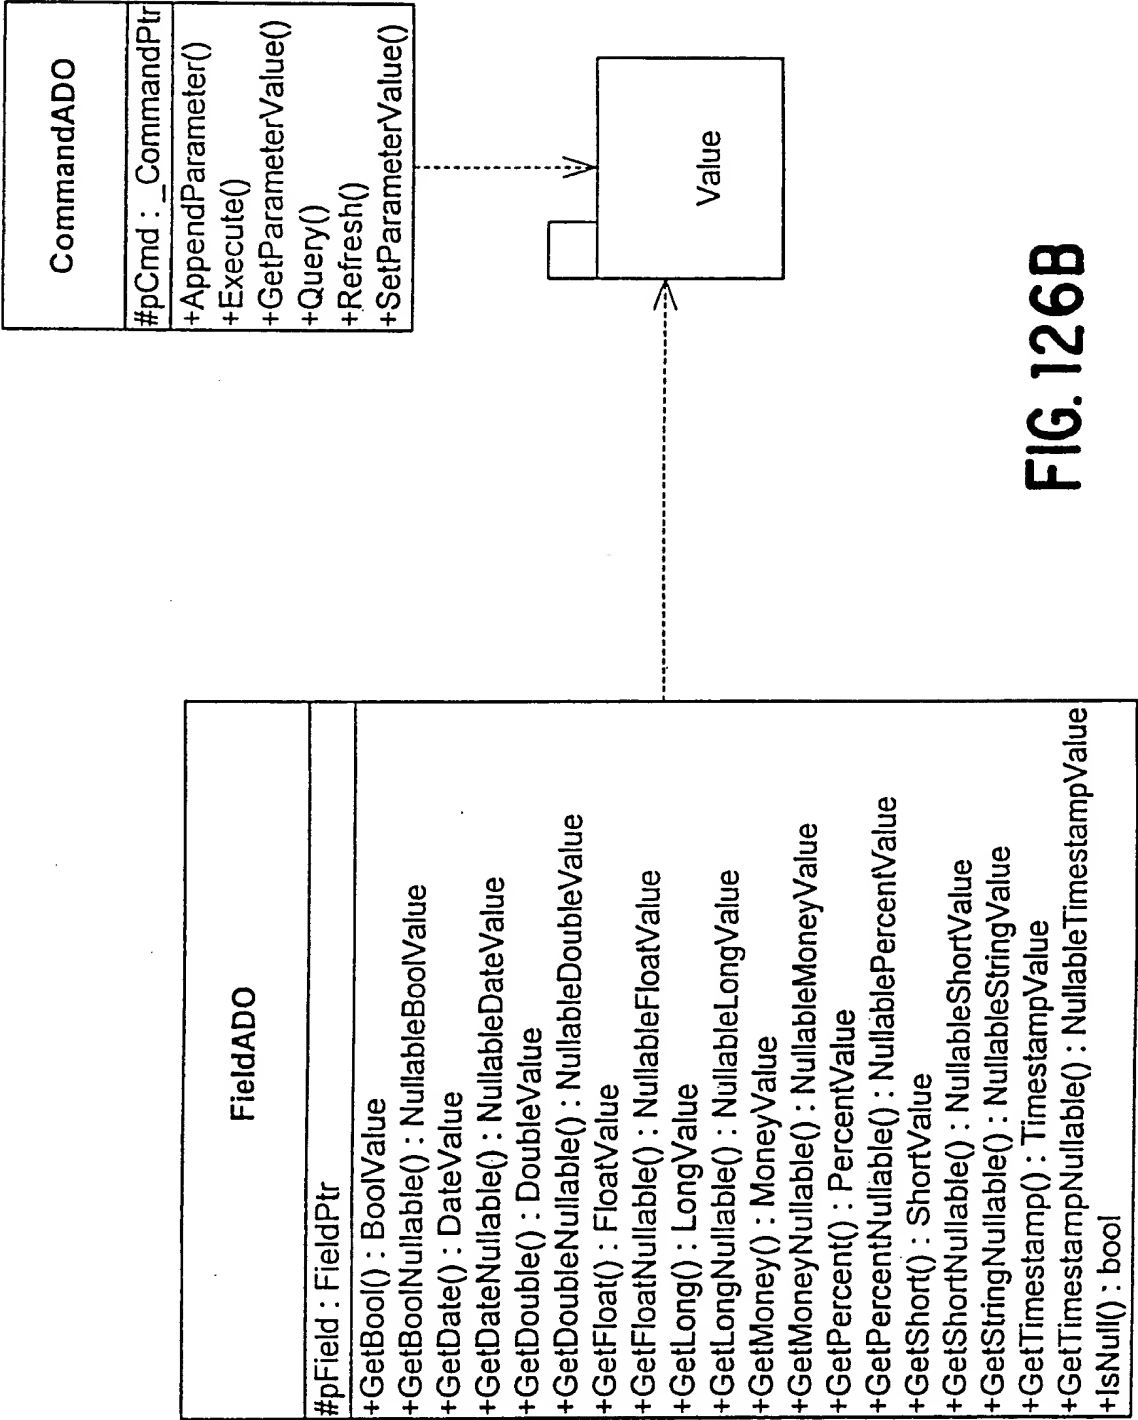 CommandADO
#pCmd : _CommandPtr
+AppendParameter()
+Execute()
+GetParameterValue()
+Query()
+Refresh()
+SetParameterValue()
Value
FieldADO
#pField : FieldPtr
+GetBool() : BoolValue
+GetBoolNullable() : NullableBoolValue
+GetDate() : DateValue
+GetDateNullable() : NullableDateValue
+GetDouble() : DoubleValue
+GetDoubleNullable() : NullableDoubleValue
+GetFloat() : FloatValue
+GetFloatNullable() : NullableFloatValue
+GetLong() : LongValue
+GetLongNullable() : NullableLongValue
+GetMoney() : MoneyValue
+GetMoneyNullable() : NullableMoneyValue
+GetPercent() : PercentValue
+GetPercentNullable() : NullablePercentValue
+GetShort() : ShortValue
+GetShortNullable() : NullableShortValue
+GetStringNullable() : NullableStringValue
+GetTimestamp() : TimestampValue
+GetTimestampNullable() : NullableTimestampValue
+IsNull() : bool
FIG. 126B